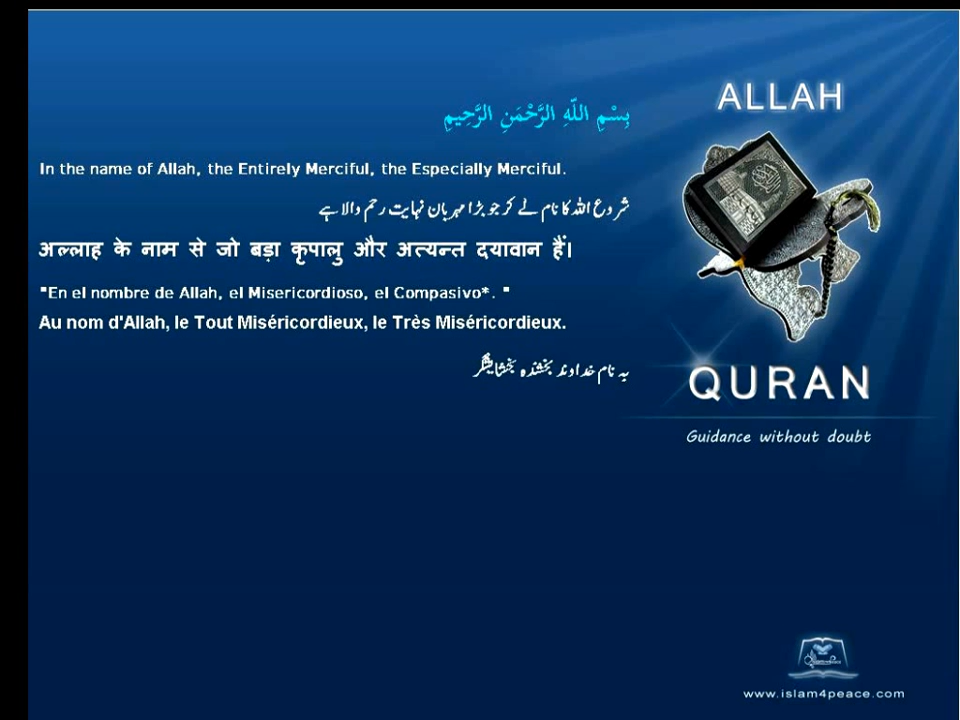 بِسْمِ اللّهِ الرَّحْمَنِ الرَّحِيمِ
In the name of Allah, the Entirely Merciful, the Especially Merciful.
شروع الله کا نام لے کر جو بڑا مہربان نہایت رحم والا ہے
अल्लाह के नाम से जो बड़ा कृपालु और अत्यन्त दयावान हैं।
"En el nombre de Allah, el Misericordioso, el Compasivo*. "
Au nom d'Allah, le Tout Miséricordieux, le Très Miséricordieux.
به نام خداوند بخشنده بخشایشگر
ALLAH
QURAN
Guidance without doubt
www.islam4peace.com